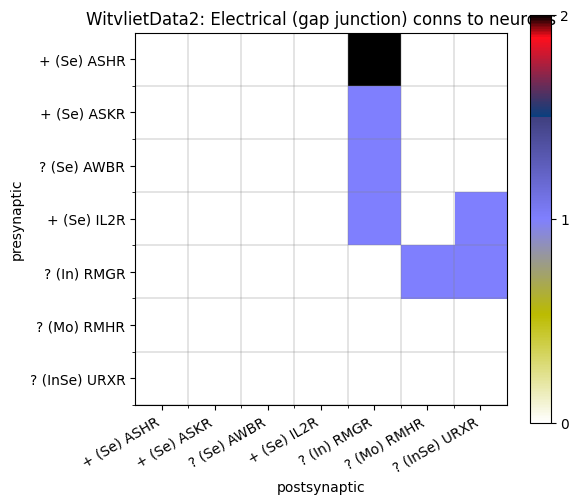 WitvlietData2: Electrical (gap junction) conns to neurons
presynaptic
+ (Se) ASHR
+ (Se) ASKR
? (Se) AWBR
+ (Se) IL2R
? (In) RMGR
? (Mo) RMHR
? (InSe) URXR
+ (Se) ASHR
+ (Se) ASKR
? (Se) AWBR
+ (Se) IL2R
? (In) RMGR
? (Mo) RMHR
? (InSe) URXR
postsynaptic
2
1
0